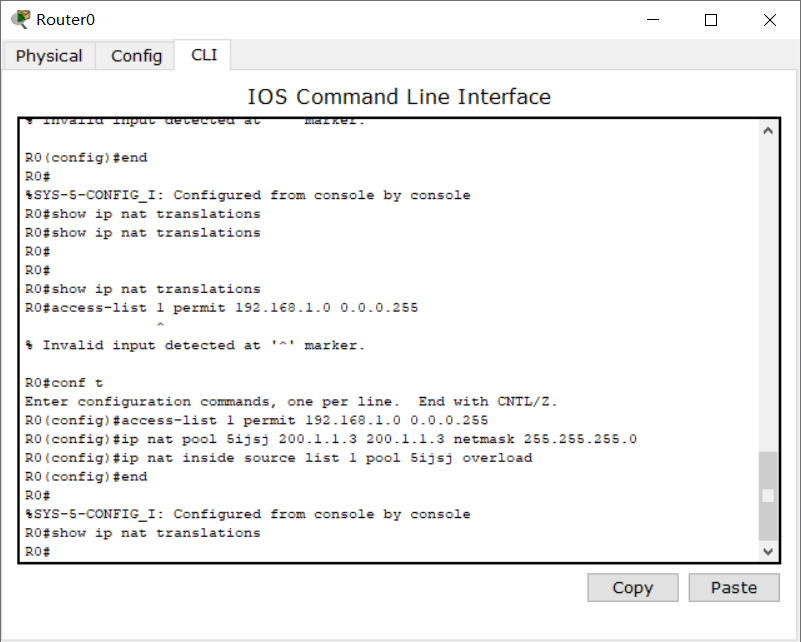 Router0
Physical Config CLI
IOS Command Line Interface
% Invalid input detected at '^' marker.
R0(config)#end
R0#
%SYS-5-CONFIG_I: Configured from console by console
R0#show ip nat translations
R0#show ip nat translations
R0#
R0#
R0#show ip nat translations
R0#access-list 1 permit 192.168.1.0 0.0.0.255
^
% Invalid input detected at '^' marker.
R0#conf t
Enter configuration commands, one per line. End with CNTL/Z.
R0(config)#access-list 1 permit 192.168.1.0 0.0.0.255
R0(config)#ip nat pool 5ijsj 200.1.1.3 200.1.1.3 netmask 255.255.255.0
R0(config)#ip nat inside source list 1 pool 5ijsj overload
R0(config)#end
R0#
%SYS-5-CONFIG_I: Configured from console by console
R0#show ip nat translations
R0#
Copy Paste